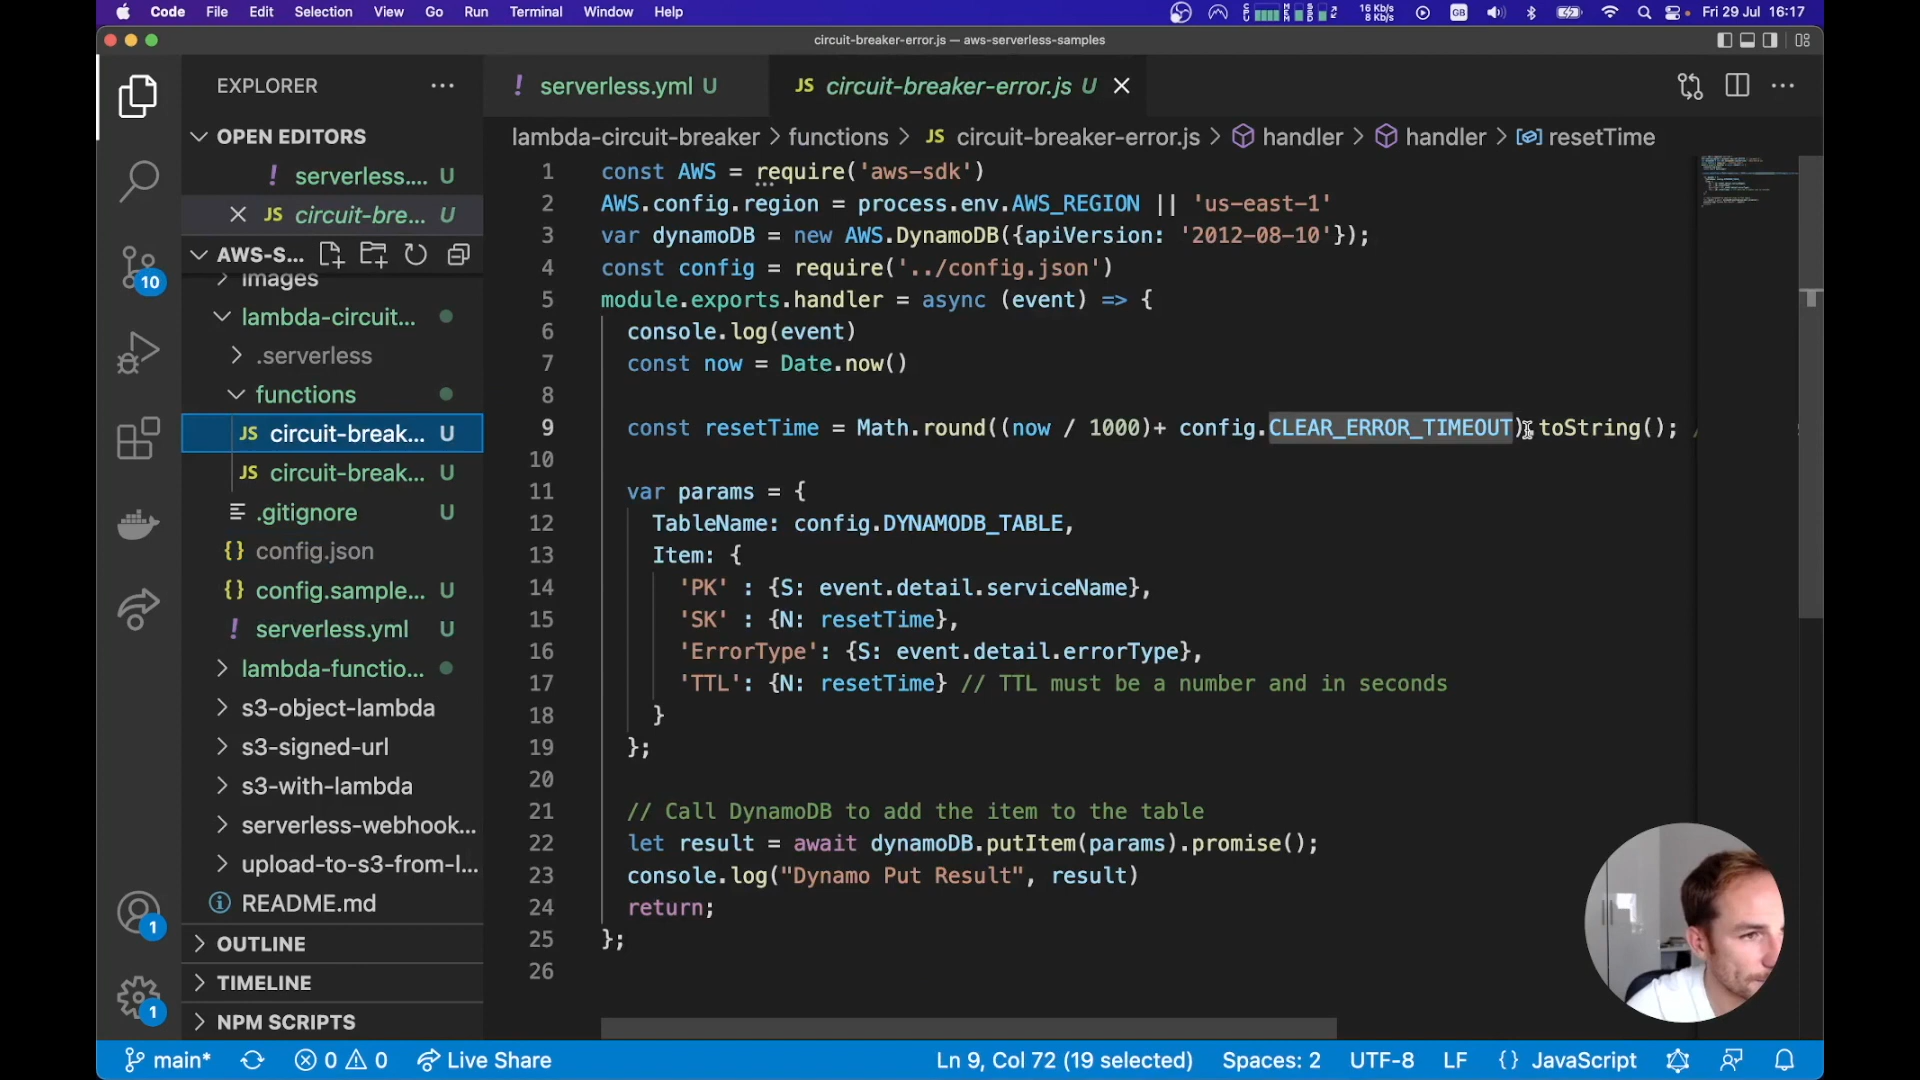 Code File Edit Selection View Go Run Terminal Window Help
16 Kb/s
8 Kb/s
GB
Fri 29 Jul 16:17
circuit-breaker-error.js — aws-serverless-samples
EXPLORER
! serverless.yml U
JS circuit-breaker-error.js U
OPEN EDITORS
! serverless.... U
JS circuit-bre... U
AWS-S...
images
lambda-circuit...
.serverless
functions
JS circuit-break... U
JS circuit-break... U
.gitignore U
{} config.json
{} config.sample... U
! serverless.yml U
lambda-functio...
s3-object-lambda
s3-signed-url
s3-with-lambda
serverless-webhook...
upload-to-s3-from-l...
README.md
OUTLINE
TIMELINE
NPM SCRIPTS
10
1
1
lambda-circuit-breaker > functions > JS circuit-breaker-error.js > handler > handler > resetTime
1 const AWS = require('aws-sdk')
2 AWS.config.region = process.env.AWS_REGION || 'us-east-1'
3 var dynamoDB = new AWS.DynamoDB({apiVersion: '2012-08-10'});
4 const config = require('../config.json')
5 module.exports.handler = async (event) => {
6 console.log(event)
7 const now = Date.now()
8
9 const resetTime = Math.round((now / 1000)+ config.CLEAR_ERROR_TIMEOUT).toString(); /
10
11 var params = {
12 TableName: config.DYNAMODB_TABLE,
13 Item: {
14 'PK' : {S: event.detail.serviceName},
15 'SK' : {N: resetTime},
16 'ErrorType': {S: event.detail.errorType},
17 'TTL': {N: resetTime} // TTL must be a number and in seconds
18 }
19 };
20
21 // Call DynamoDB to add the item to the table
22 let result = await dynamoDB.putItem(params).promise();
23 console.log("Dynamo Put Result", result)
24 return;
25 };
26
main* 0 0 Live Share Ln 9, Col 72 (19 selected) Spaces: 2 UTF-8 LF {} JavaScript